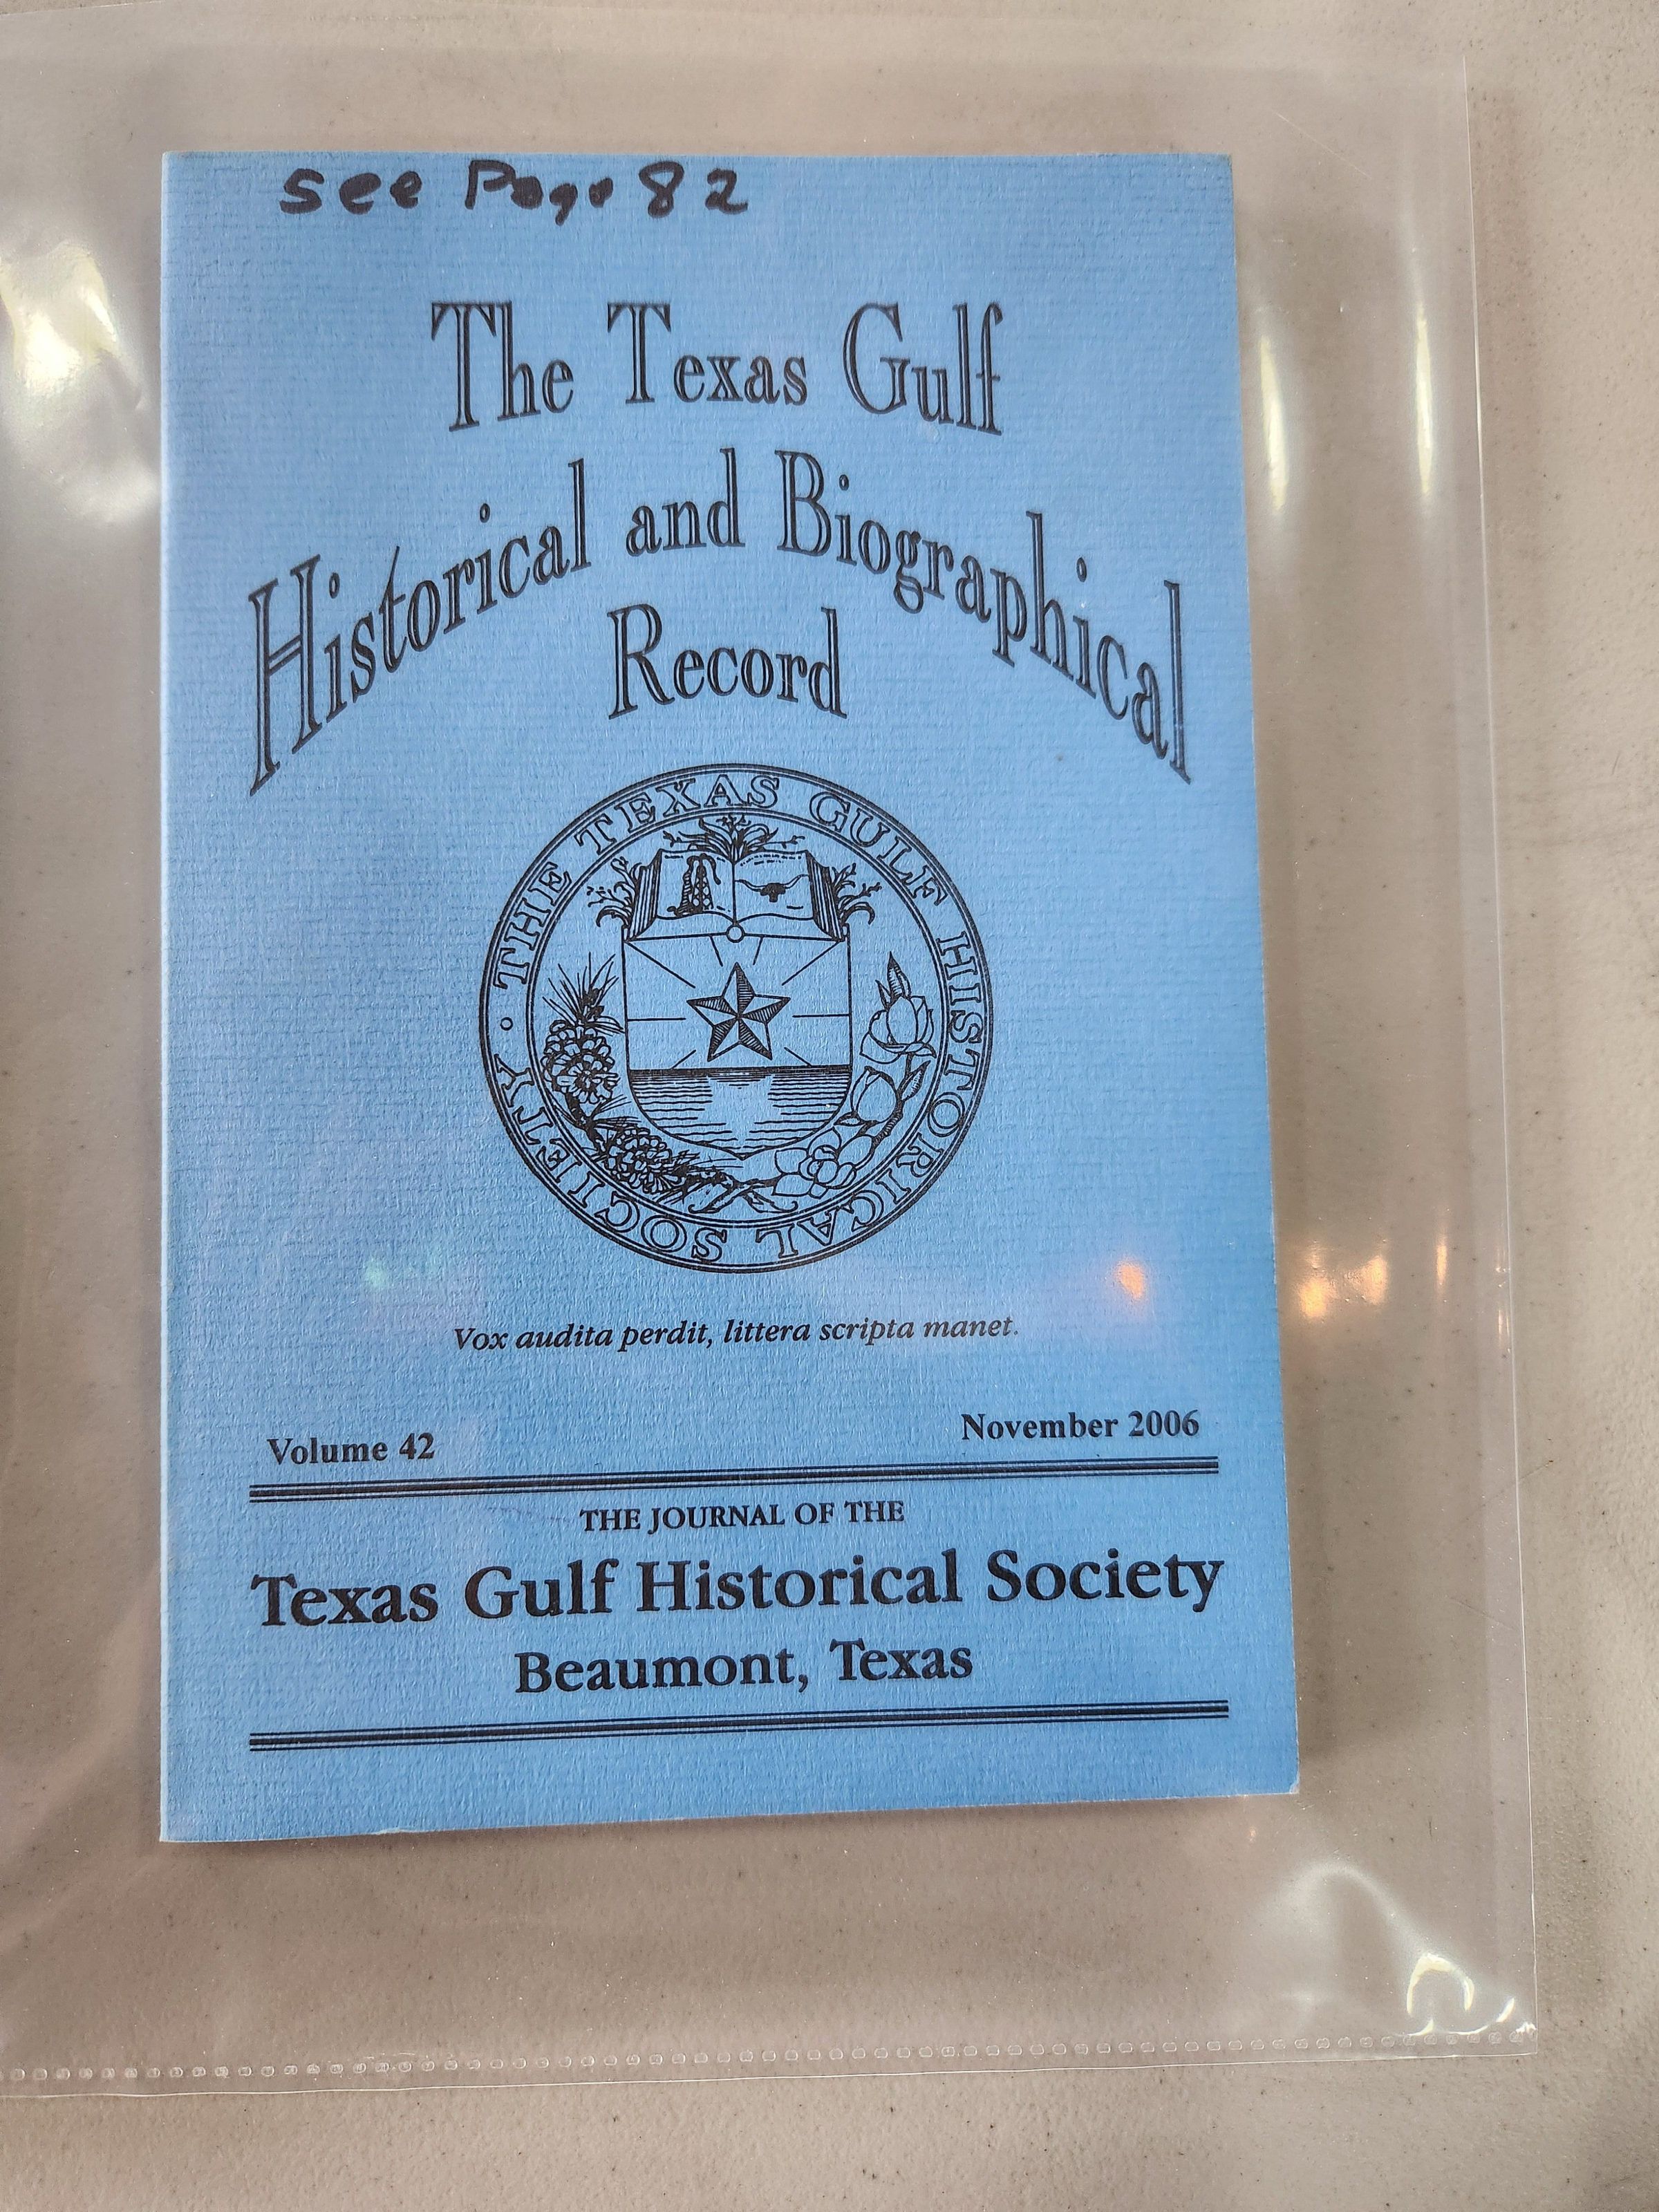 See Page 82
The Texas Gulf
Historical and Biographical
Record
THE TEXAS GULF HISTORICAL SOCIETY •
Vox audita perdit, littera scripta manet.
Volume 42
November 2006
THE JOURNAL OF THE
Texas Gulf Historical Society
Beaumont, Texas